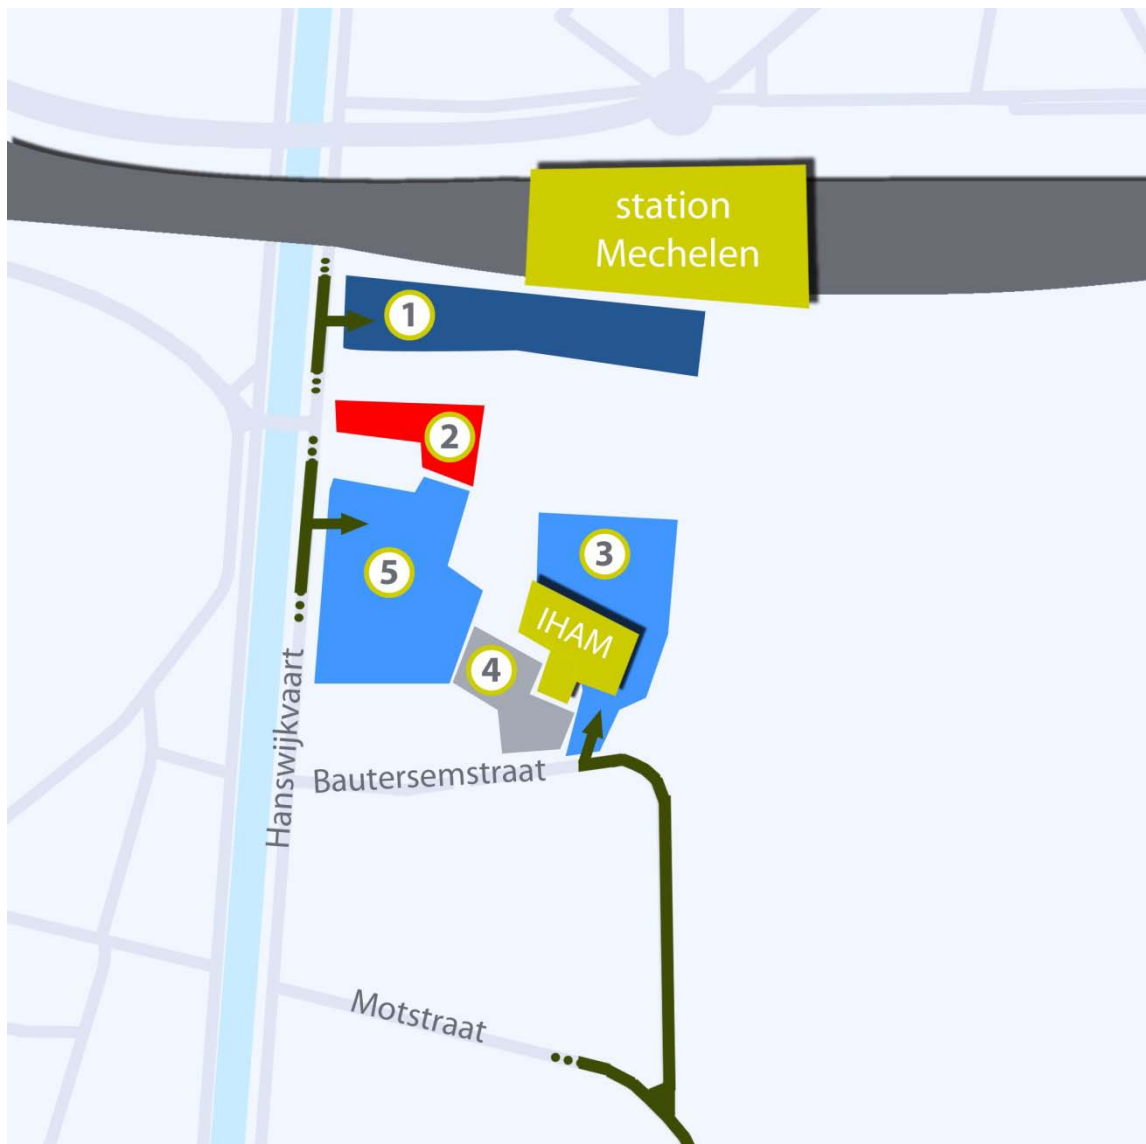 station
Mechelen
1
2
3
5
IHAM
4
Hanswijkvaart
Bautersemstraat
Motstraat